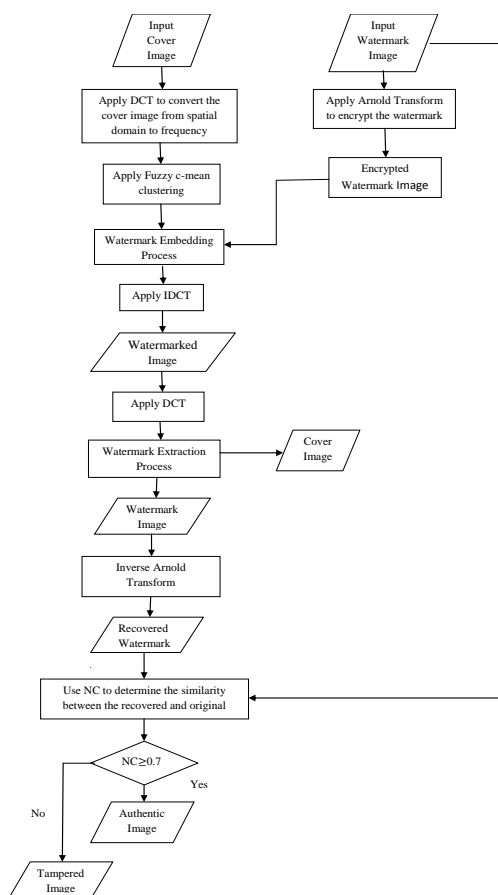 Input
Cover
Image
Input
Watermark
Image
Apply DCT to convert the
cover image from spatial
domain to frequency
Apply Arnold Transform
to encrypt the watermark
Apply Fuzzy c-mean
clustering
Encrypted
Watermark Image
Watermark Embedding
Process
Apply IDCT
Watermarked
Image
Apply DCT
Watermark Extraction
Process
Cover
Image
Watermark
Image
Inverse Arnold
Transform
Recovered
Watermark
Use NC to determine the similarity
between the recovered and original
NC≥0.7
Yes
No
Authentic
Image
Tampered
Image